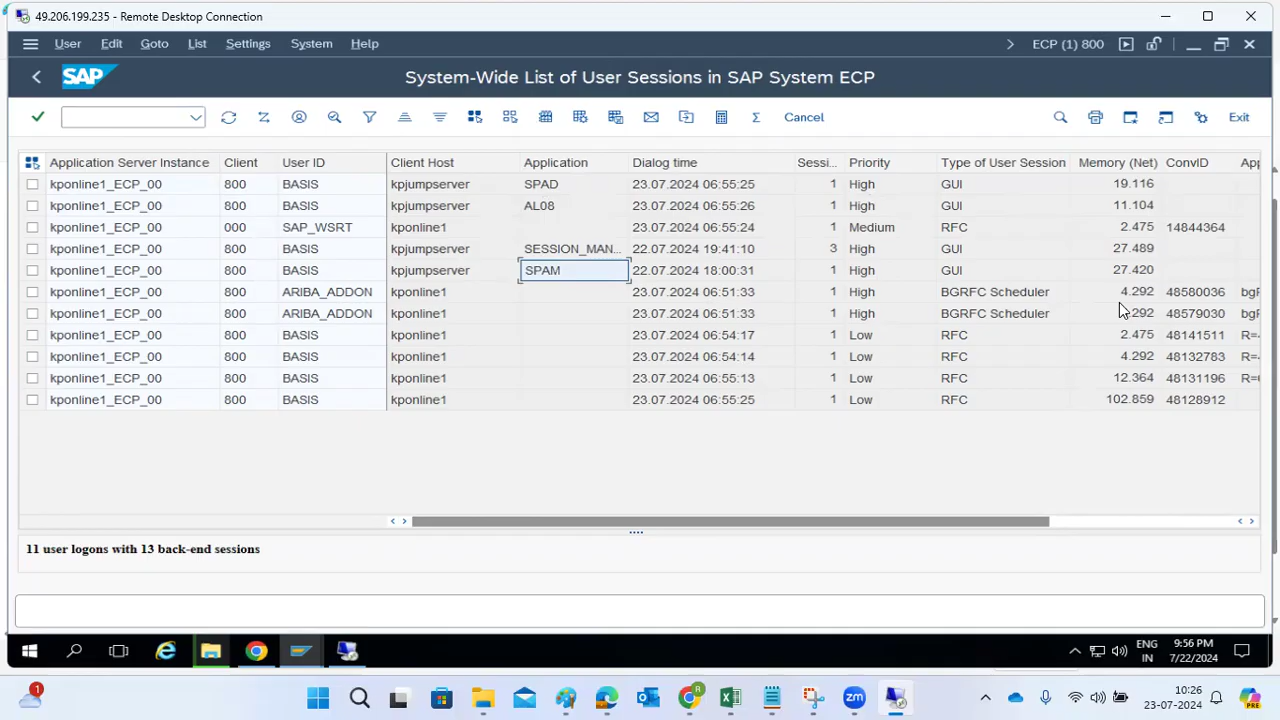 49.206.199.235 - Remote Desktop Connection
User Edit Goto List Settings System Help ECP (1) 800
SAP System-Wide List of User Sessions in SAP System ECP
Cancel Exit
Application Server Instance Client User ID Client Host Application Dialog time Sessi... Priority Type of User Session Memory (Net) ConvID App
kponline1_ECP_00 800 BASIS kpjumpserver SPAD 23.07.2024 06:55:25 1 High GUI 19.116
kponline1_ECP_00 800 BASIS kpjumpserver AL08 23.07.2024 06:55:26 1 High GUI 11.104
kponline1_ECP_00 000 SAP_WSRT kponline1 23.07.2024 06:55:24 1 Medium RFC 2.475 14844364
kponline1_ECP_00 800 BASIS kpjumpserver SESSION_MAN... 22.07.2024 19:41:10 3 High GUI 27.489
kponline1_ECP_00 800 BASIS kpjumpserver SPAM 22.07.2024 18:00:31 1 High GUI 27.420
kponline1_ECP_00 800 ARIBA_ADDON kponline1 23.07.2024 06:51:33 1 High BGRFC Scheduler 4.292 48580036
kponline1_ECP_00 800 ARIBA_ADDON kponline1 23.07.2024 06:51:33 1 High BGRFC Scheduler .292 48579030
kponline1_ECP_00 800 BASIS kponline1 23.07.2024 06:54:17 1 Low RFC 2.475 48141511
kponline1_ECP_00 800 BASIS kponline1 23.07.2024 06:54:14 1 Low RFC 4.292 48132783
kponline1_ECP_00 800 BASIS kponline1 23.07.2024 06:55:13 1 Low RFC 12.364 48131196
kponline1_ECP_00 800 BASIS kponline1 23.07.2024 06:55:25 1 Low RFC 102.859 48128912
11 user logons with 13 back-end sessions
ENG 9:56 PM
IN 7/22/2024
1 10:26
23-07-2024